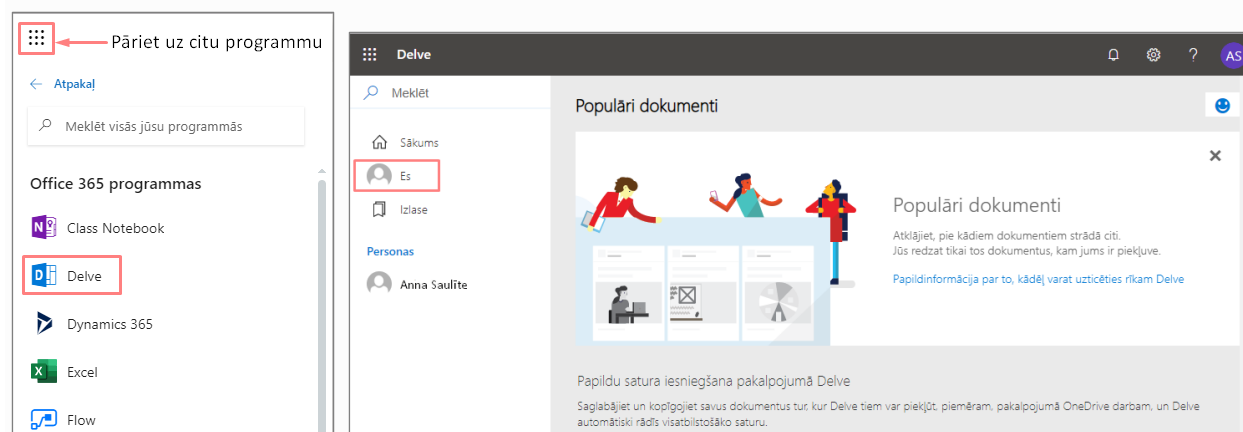 Pāriet uz citu programmu
Atpakaļ
Meklēt visās jūsu programmās
Office 365 programmas
Class Notebook
Delve
Dynamics 365
Excel
Flow
Delve
?
AS
Meklēt
Sākums
Es
Izlase
Personas
Anna Saulīte
Populāri dokumenti
Populāri dokumenti
Atklājiet, pie kādiem dokumentiem strādā citi.
Jūs redzat tikai tos dokumentus, kam jums ir piekļuve.
Papildinformācija par to, kādēļ varat uzticēties rīkam Delve
Papildu satura iesniegšana pakalpojumā Delve
Saglabājiet un kopīgojiet savus dokumentus tur, kur Delve tiem var piekļūt, piemēram, pakalpojumā OneDrive darbam, un Delve
automātiski rādīs visatbilstošāko saturu.